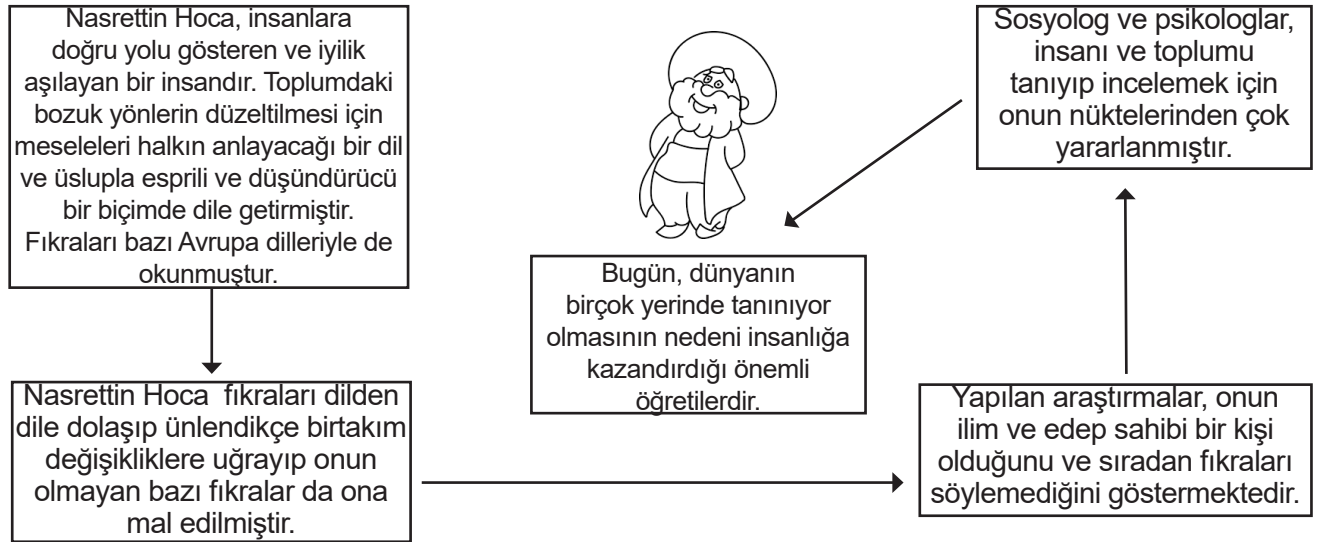 Nasrettin Hoca, insanlara
doğru yolu gösteren ve iyilik
aşılayan bir insandır. Toplumdaki
bozuk yönlerin düzeltilmesi için
meseleleri halkın anlayacağı bir dil
ve üslupla esprili ve düşündürücü
bir biçimde dile getirmiştir.
Fıkraları bazı Avrupa dilleriyle de
okunmuştur.
Nasrettin Hoca fıkraları dilden
dile dolaşıp ünlendikçe birtakım
değişikliklere uğrayıp onun
olmayan bazı fıkralar da ona
mal edilmiştir.
Yapılan araştırmalar, onun
ilim ve edep sahibi bir kişi
olduğunu ve sıradan fıkraları
söylemediğini göstermektedir.
Sosyolog ve psikologlar,
insanı ve toplumu
tanıyıp incelemek için
onun nüktelerinden çok
yararlanmıştır.
Bugün, dünyanın
birçok yerinde tanınıyor
olmasının nedeni insanlığa
kazandırdığı önemli
öğretilerdir.